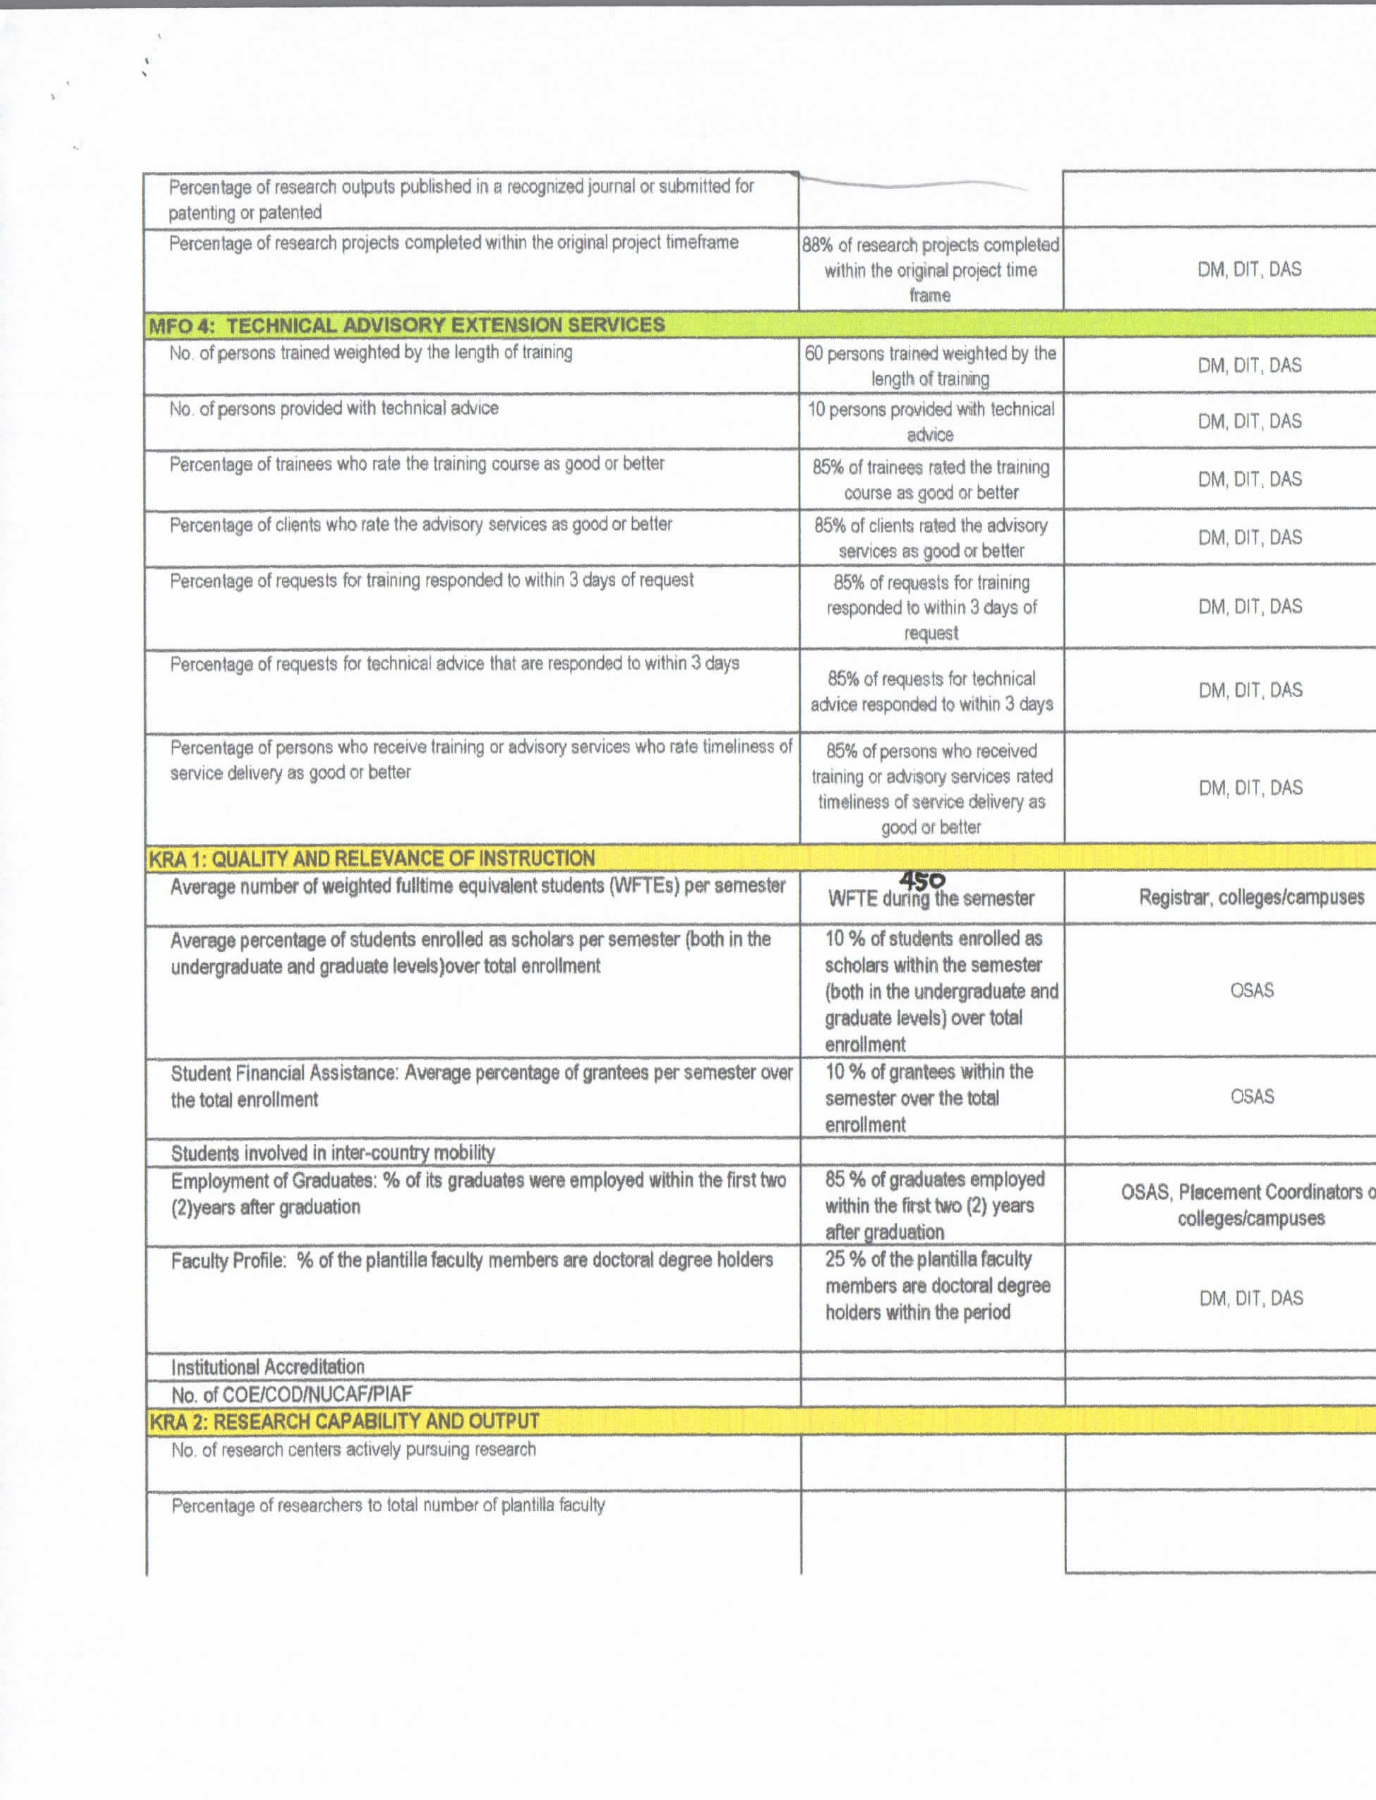 Percentage of research outputs published in a recognized journal or submitted for
patenting or patented
Percentage of research projects completed within the original project timeframe
88% of research projects completed
within the original project time
frame
DM, DIT, DAS
MFO 4: TECHNICAL ADVISORY EXTENSION SERVICES
No. of persons trained weighted by the length of training
60 persons trained weighted by the
length of training
DM, DIT, DAS
No. of persons provided with technical advice
10 persons provided with technical
advice
DM, DIT, DAS
Percentage of trainees who rate the training course as good or better
85% of trainees rated the training
course as good or better
DM, DIT, DAS
Percentage of clients who rate the advisory services as good or better
85% of clients rated the advisory
services as good or better
DM, DIT, DAS
Percentage of requests for training responded to within 3 days of request
85% of requests for training
responded to within 3 days of
request
DM, DIT, DAS
Percentage of requests for technical advice that are responded to within 3 days
85% of requests for technical
advice responded to within 3 days
DM, DIT, DAS
Percentage of persons who receive training or advisory services who rate timeliness of
service delivery as good or better
85% of persons who received
training or advisory services rated
timeliness of service delivery as
good or better
DM, DIT, DAS
KRA 1: QUALITY AND RELEVANCE OF INSTRUCTION
Average number of weighted fulltime equivalent students (WFTEs) per semester
450
WFTE during the semester
Registrar, colleges/campuses
Average percentage of students enrolled as scholars per semester (both in the
undergraduate and graduate levels)over total enrollment
10 % of students enrolled as
scholars within the semester
(both in the undergraduate and
graduate levels) over total
enrollment
OSAS
Student Financial Assistance: Average percentage of grantees per semester over
the total enrollment
10 % of grantees within the
semester over the total
enrollment
OSAS
Students involved in inter-country mobility
Employment of Graduates: % of its graduates were employed within the first two
(2)years after graduation
85 % of graduates employed
within the first two (2) years
after graduation
OSAS, Placement Coordinators o
colleges/campuses
Faculty Profile: % of the plantilla faculty members are doctoral degree holders
25 % of the plantilla faculty
members are doctoral degree
holders within the period
DM, DIT, DAS
Institutional Accreditation
No. of COE/COD/NUCAF/PIAF
KRA 2: RESEARCH CAPABILITY AND OUTPUT
No. of research centers actively pursuing research
Percentage of researchers to total number of plantilla faculty